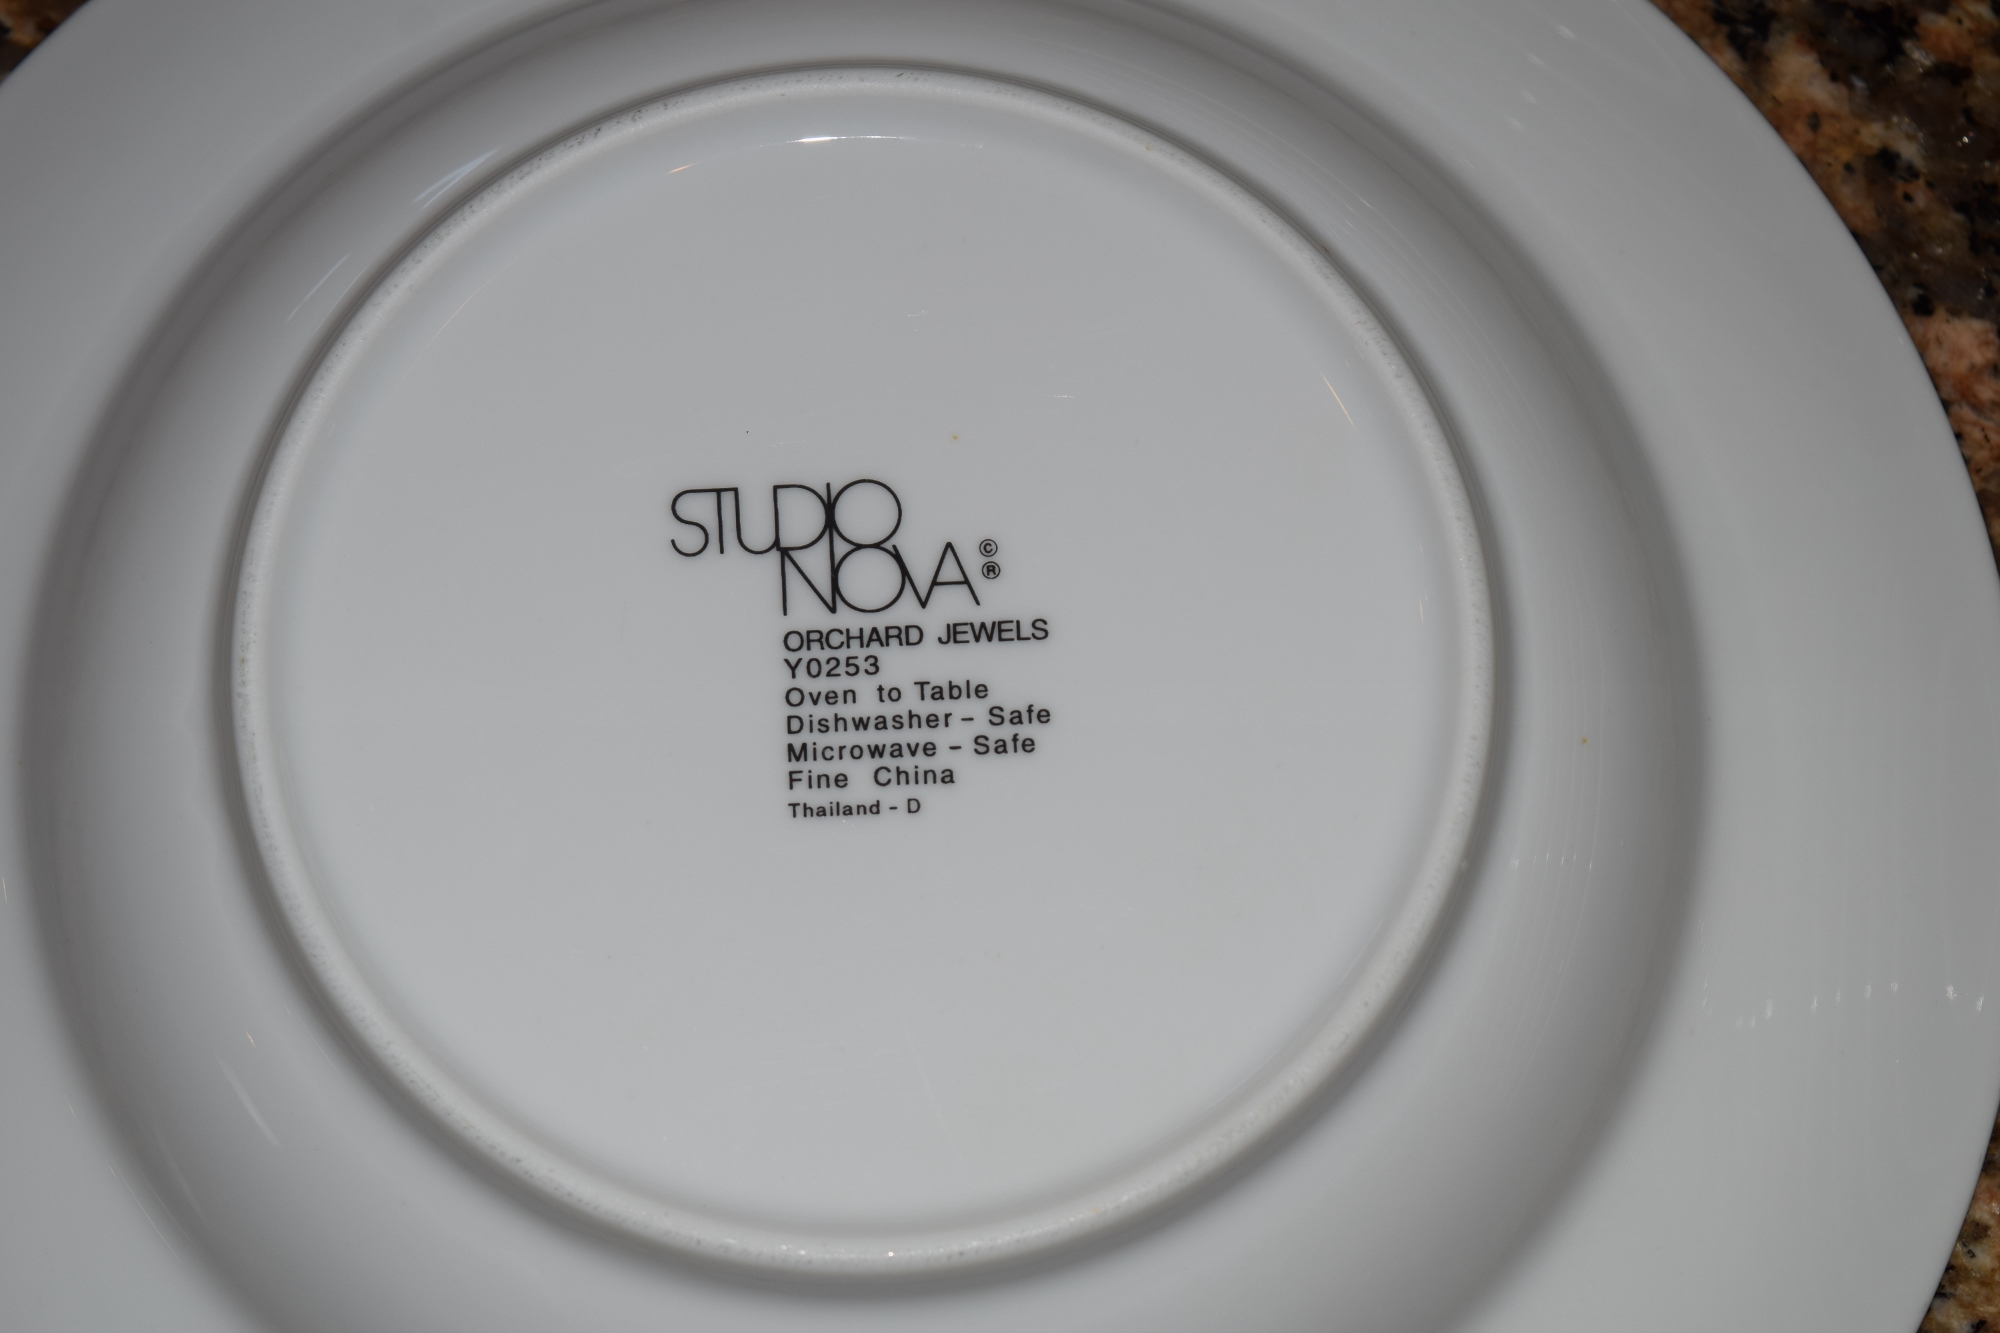 STUDIO
NOVA ©
®
ORCHARD JEWELS
Y0253
Oven to Table
Dishwasher - Safe
Microwave - Safe
Fine China
Thailand - D